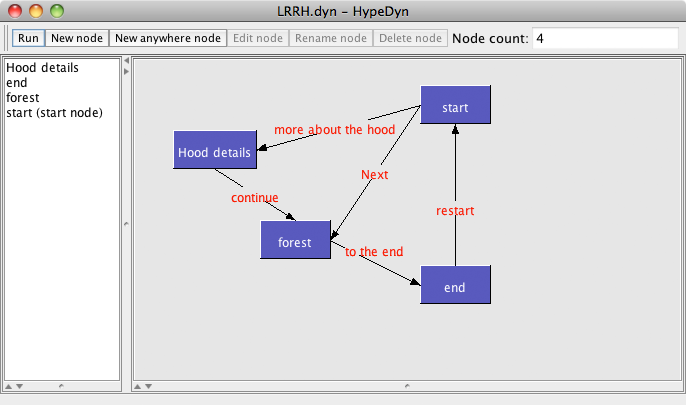 LRRH.dyn - HypeDyn
Run New node New anywhere node Edit node Rename node Delete node Node count: 4
Hood details
end
forest
start (start node)
start
more about the hood
Hood details
Next
continue
restart
forest
to the end
end